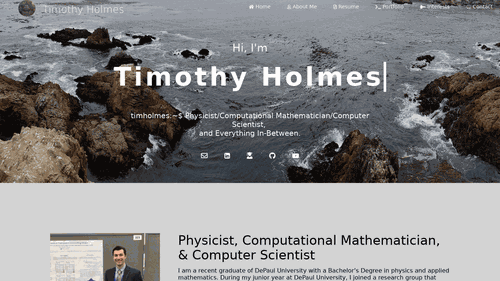 Timothy Holmes
Home
About Me
Resume
Portfolio
Interests
Contact
Hi, I'm
Timothy Holmes
timholmes:~$ Physicist/Computational Mathematician/Computer
Scientist,
and Everything In-Between.
Physicist, Computational Mathematician,
& Computer Scientist
I am a recent graduate of DePaul University with a Bachelor's Degree in physics and applied
mathematics. During my junior year at DePaul University, I joined a research group that